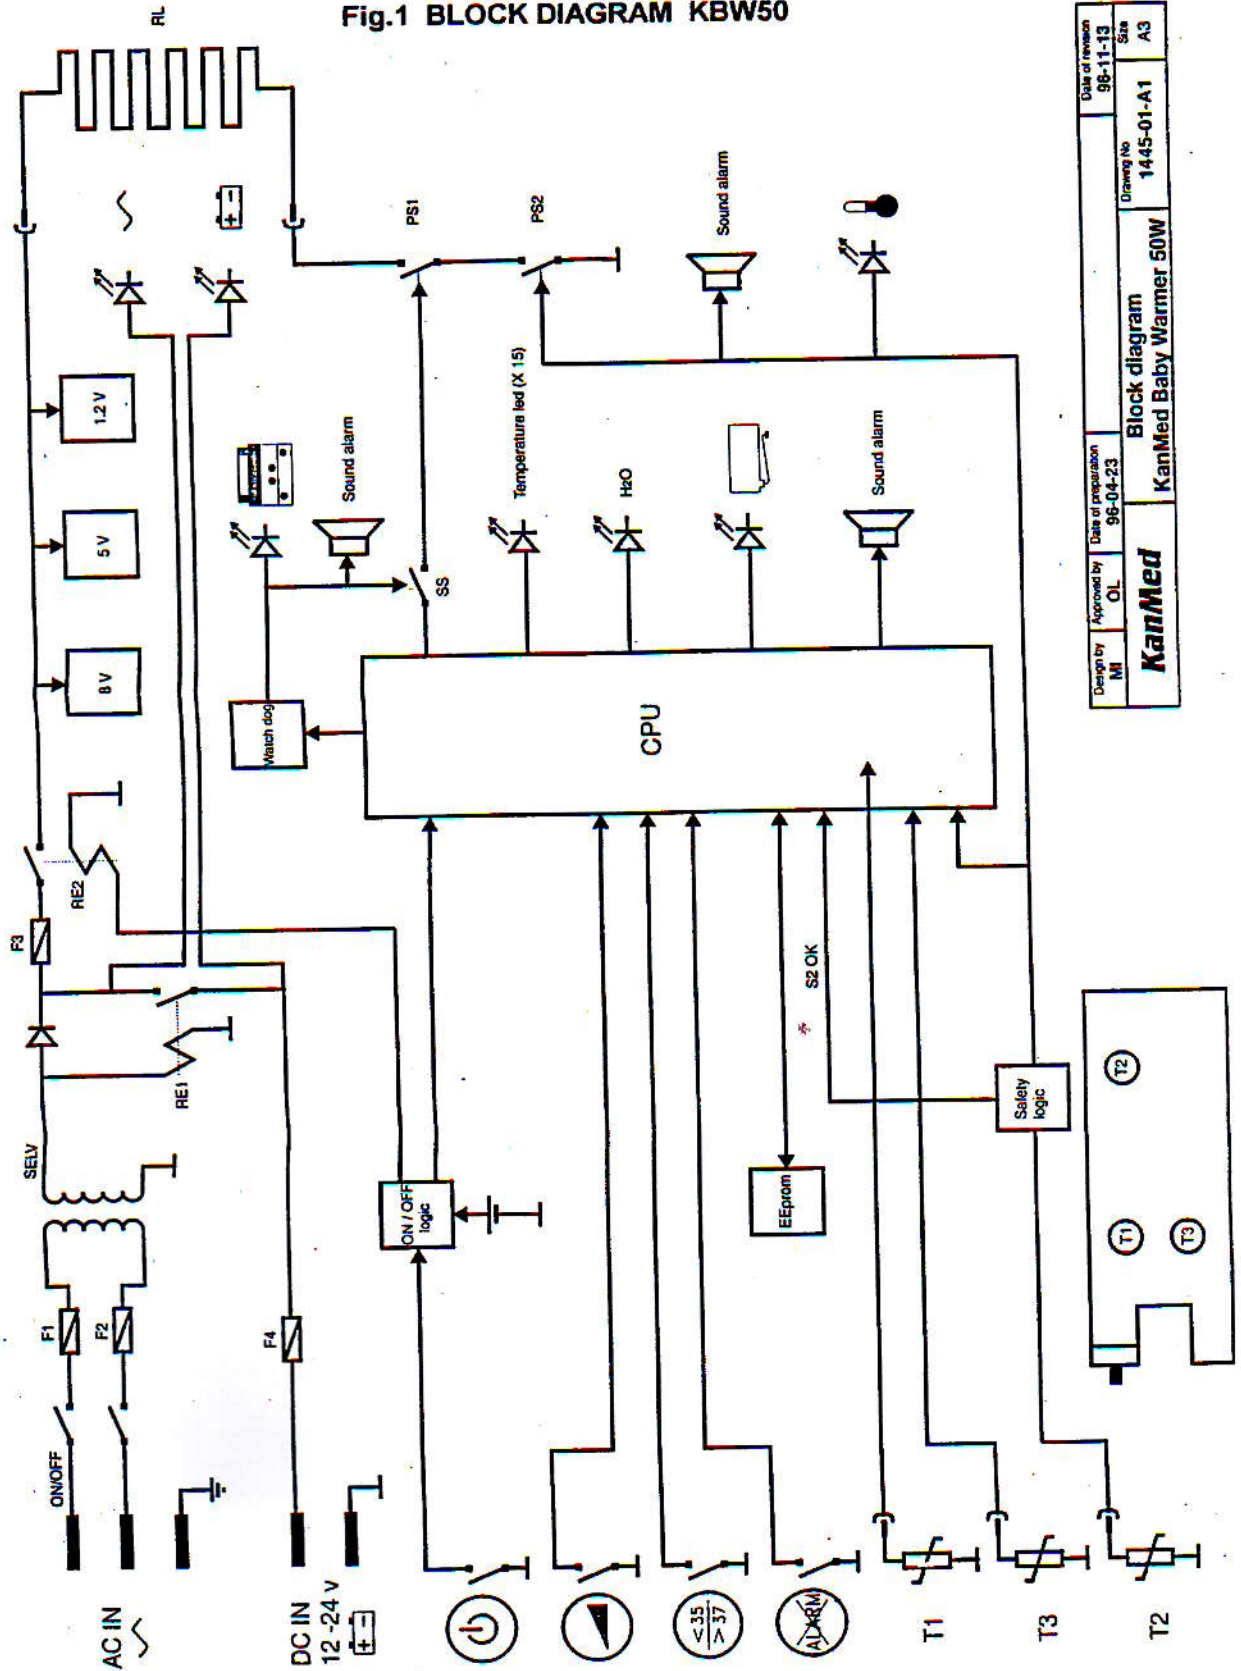 Fig.1 BLOCK DIAGRAM KBW50
RL
1.2 V
5 V
8 V
PS1
PS2
Sound alarm
Sound alarm
Temperature led (X 15)
H2O
Sound alarm
SS
Watch dog
CPU
F3
RE2
RE1
SELV
F1
F2
F4
ON/OFF
AC IN
DC IN
12 -24 V
+ -
+ -
ON / OFF
logic
EEprom
S2 OK
Safety
logic
<35
>37
ALARM
T1
T3
T2
T1
T2
T3
Design by
MI
Approved by
OL
Date of preparation
96-04-23
Date of revision
96-11-13
KanMed
Block diagram
KanMed Baby Warmer 50W
Drawing No
1445-01-A1
Size
A3